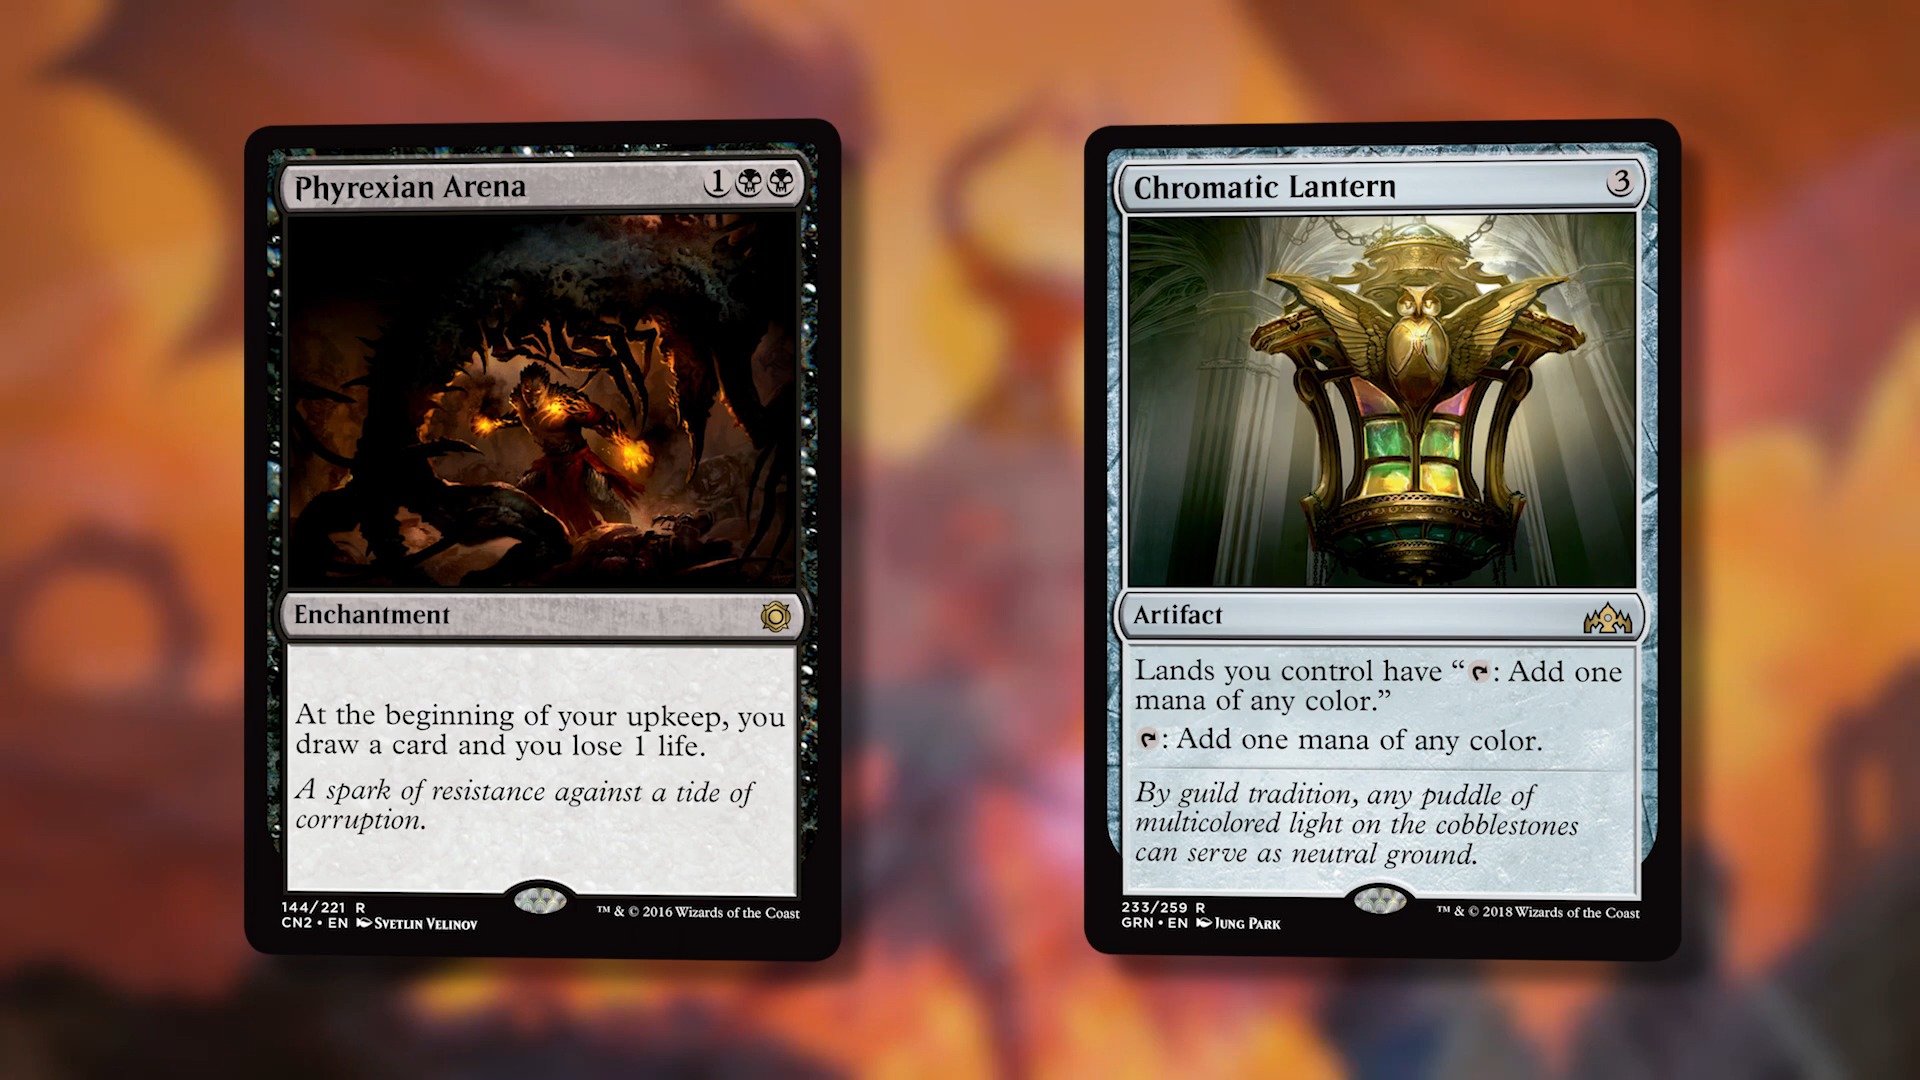 Phyrexian Arena
1
Enchantment
At the beginning of your upkeep, you
draw a card and you lose 1 life.
A spark of resistance against a tide of
corruption.
144/221 R
CN2 • EN Svetlin Velinov
™ & © 2016 Wizards of the Coast
Chromatic Lantern
3
Artifact
Lands you control have “: Add one
mana of any color.”
: Add one mana of any color.
By guild tradition, any puddle of
multicolored light on the cobblestones
can serve as neutral ground.
233/259 R
GRN • EN Jung Park
™ & © 2018 Wizards of the Coast